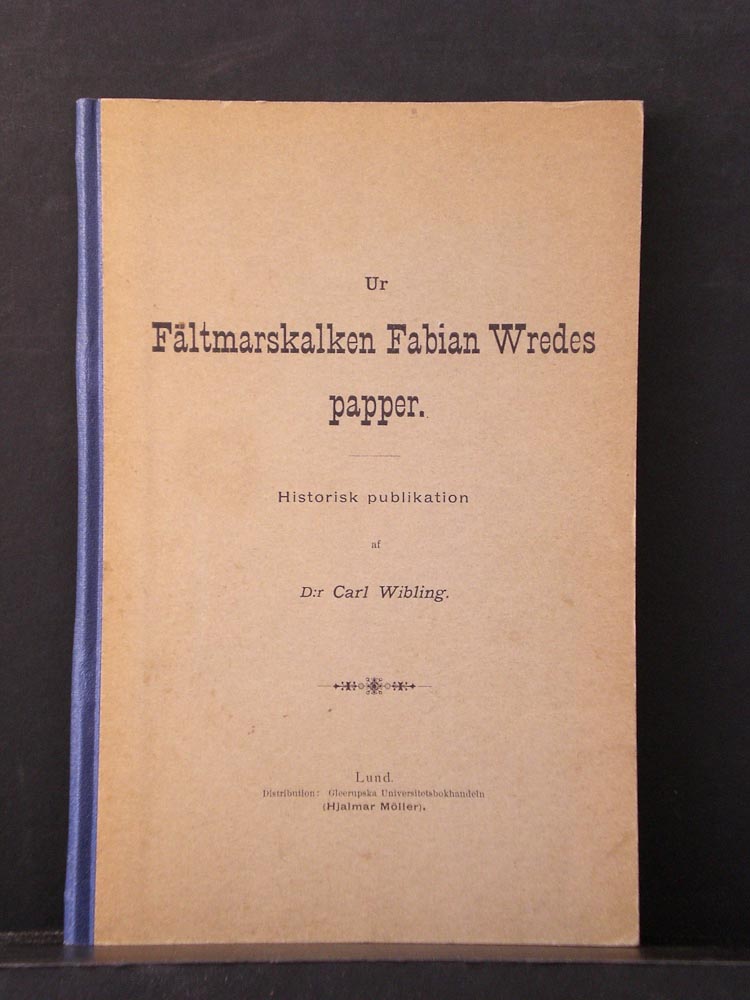 Ur
Fältmarskalken Fabian Wredes
papper.
Historisk publikation
af
D:r Carl Wibling.
Lund.
Distribution: Gleerupska Universitetsbokhandeln
(Hjalmar Möller).